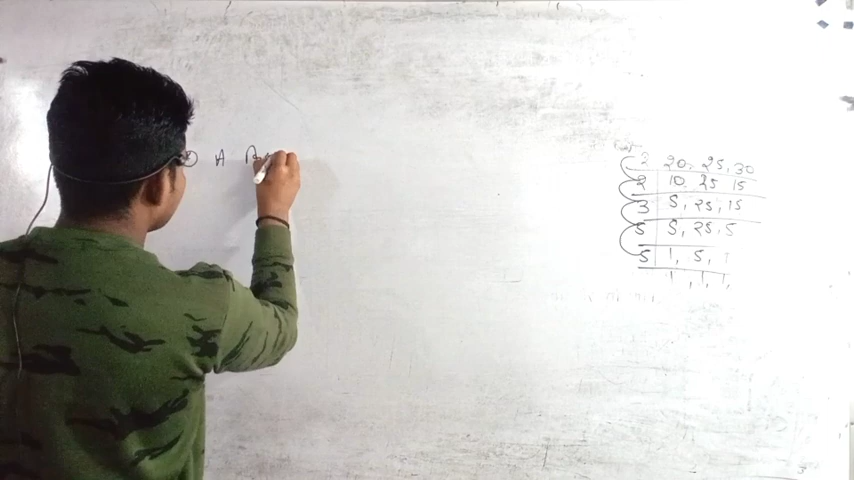 A
2 20, 25, 30
2 10, 25 15
3 5, 25, 15
5 5, 25, 5
5 1, 5, 1
1, 1, 1,